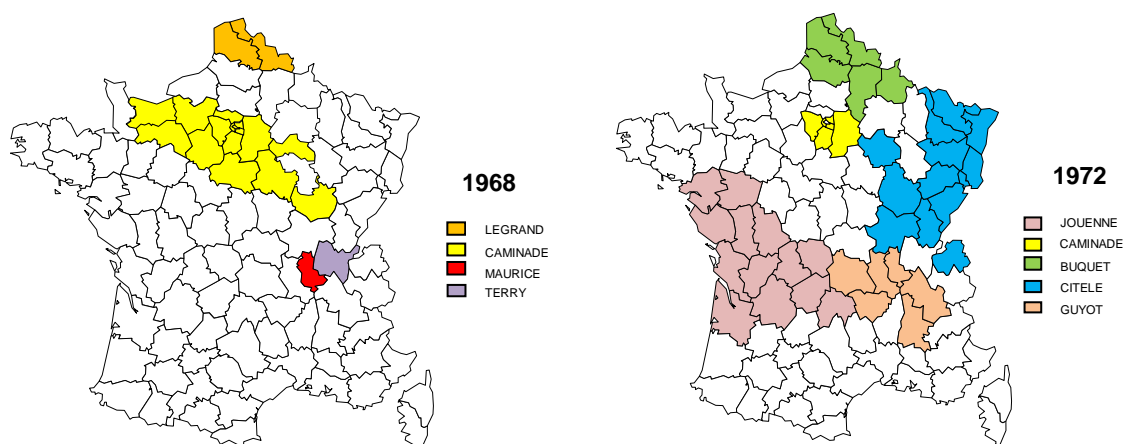 1968
LEGRAND
CAMINADE
MAURICE
TERRY
1972
JOUENNE
CAMINADE
BUQUET
CITELE
GUYOT